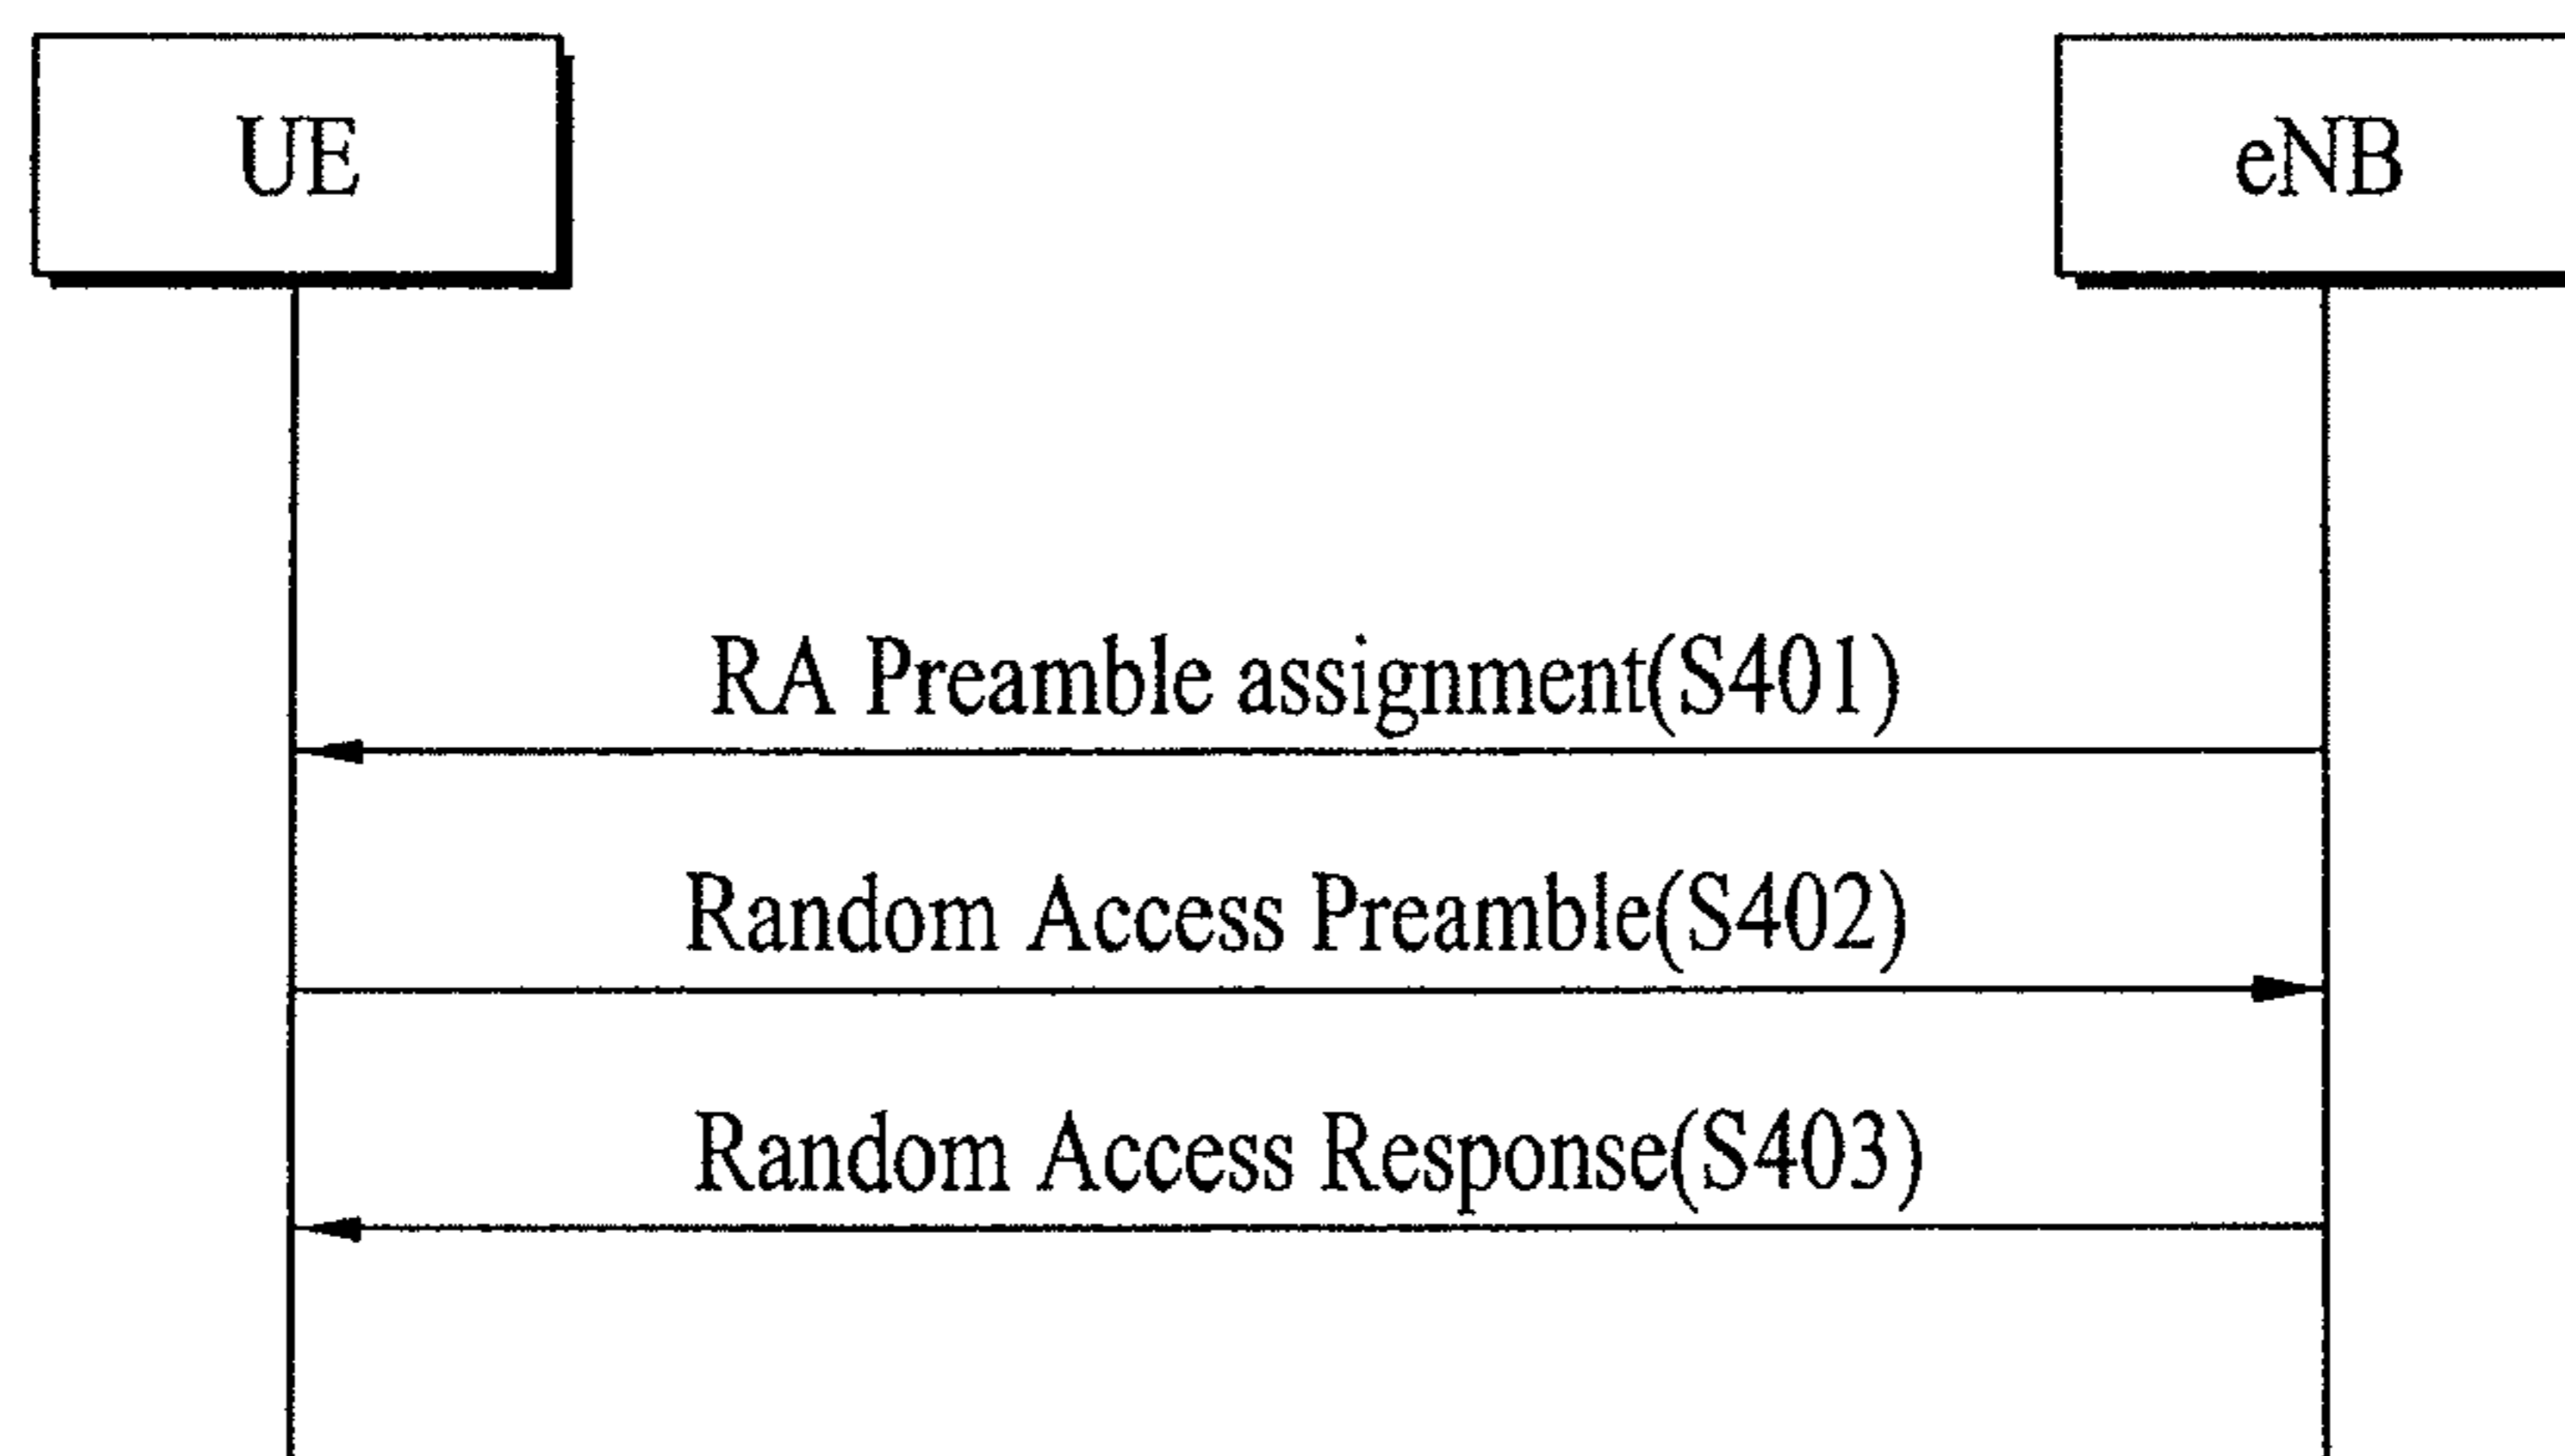 UE
eNB
RA Preamble assignment(S401)
Random Access Preamble(S402)
Random Access Response(S403)